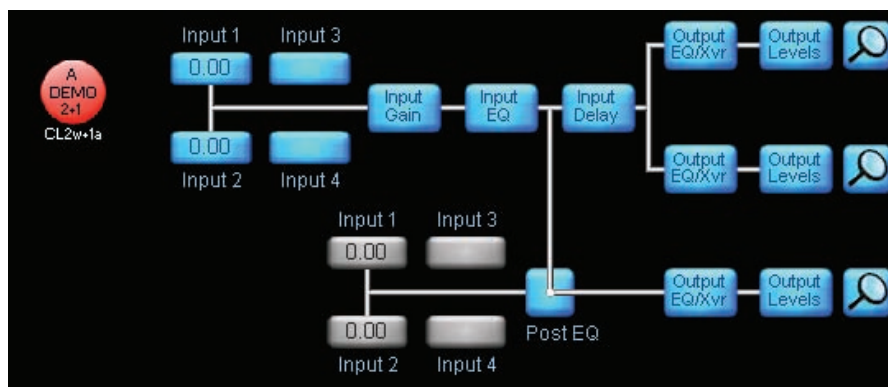 A
DEMO
2+1
CL2w+1a
Input 1
Input 3
0.00
0.00
Input 2
Input 4
Input
Gain
Input
EQ
Input
Delay
Output
EQ/Xvr
Output
Levels
Output
EQ/Xvr
Output
Levels
Input 1
Input 3
0.00
0.00
Input 2
Input 4
Post EQ
Output
EQ/Xvr
Output
Levels